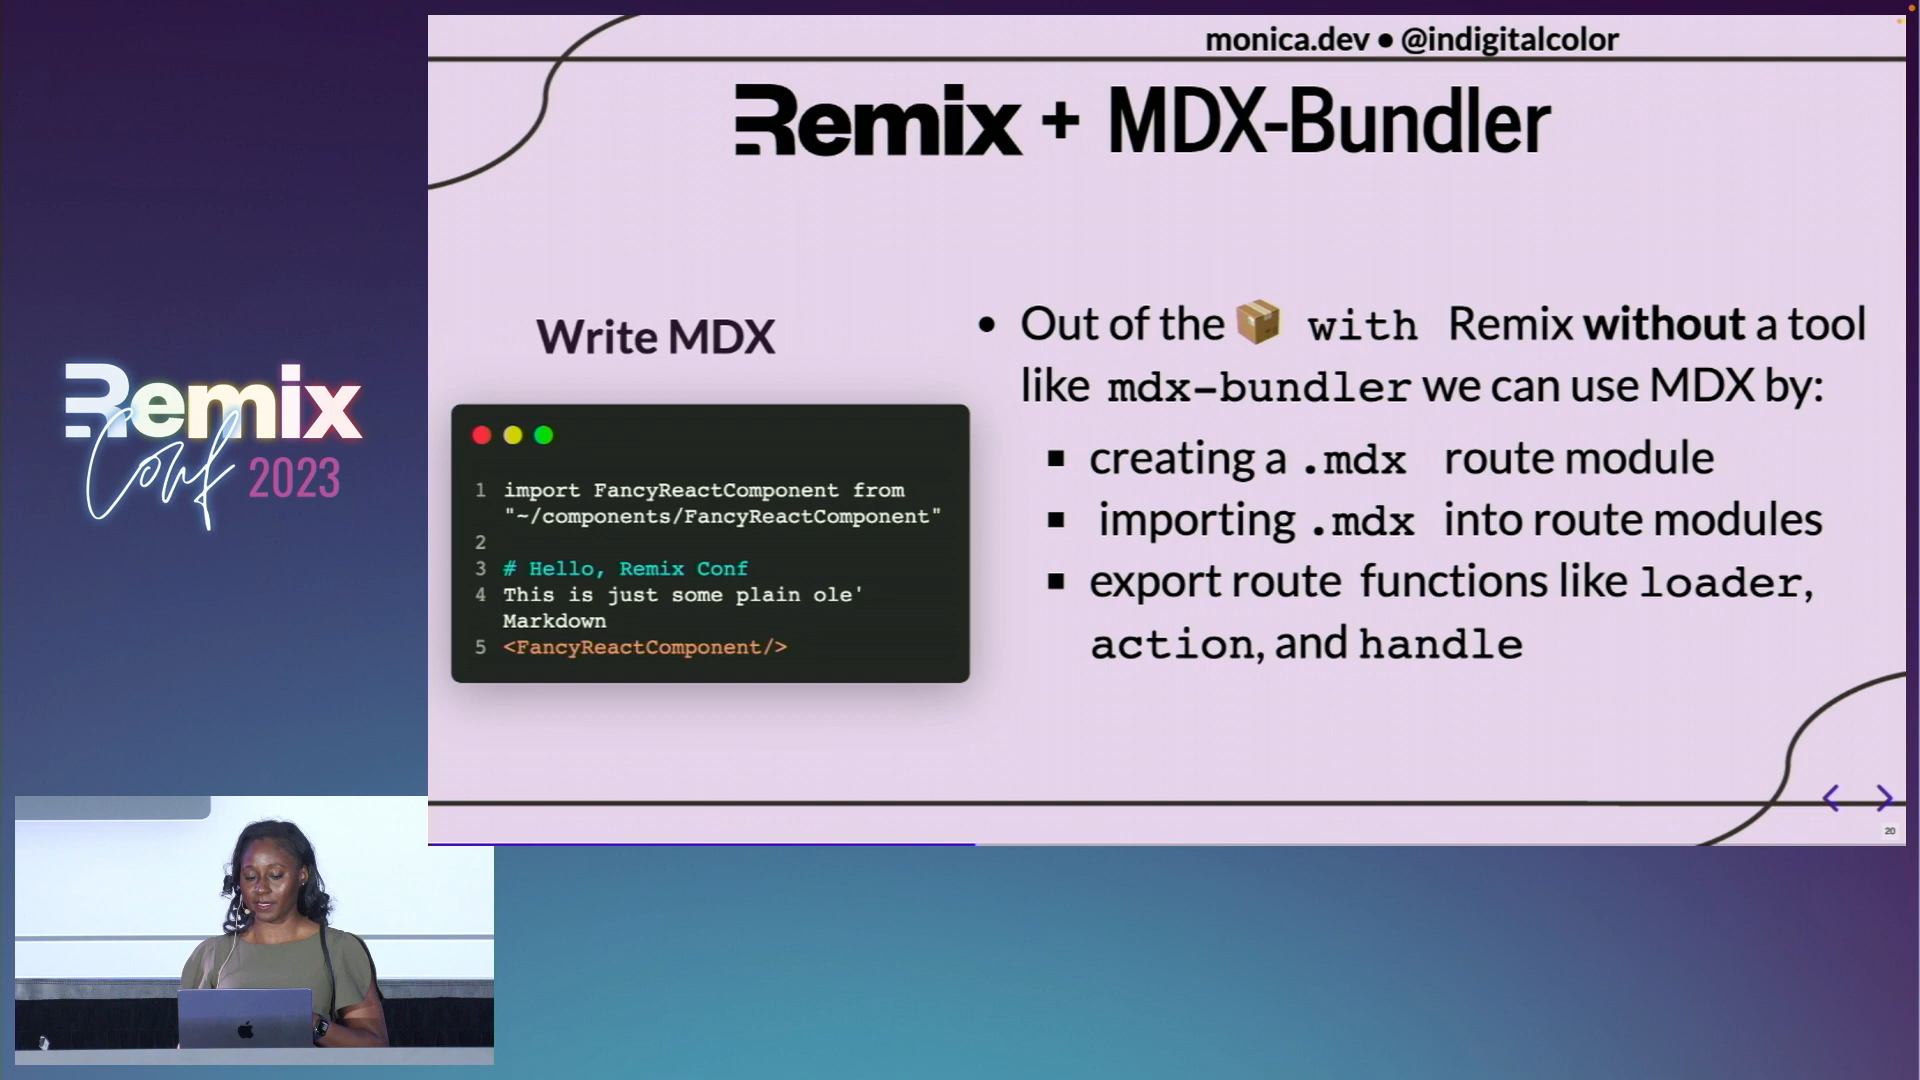 monica.dev ● @indigitalcolor
Remix + MDX-Bundler
Write MDX
1 import FancyReactComponent from
"~/components/FancyReactComponent"
2
3 # Hello, Remix Conf
4 This is just some plain ole'
Markdown
5 <FancyReactComponent/>
• Out of the 📦 with Remix without a tool
like mdx-bundler we can use MDX by:
▪ creating a .mdx route module
▪ importing .mdx into route modules
▪ export route functions like loader,
action, and handle
20
Remix
Conf 2023